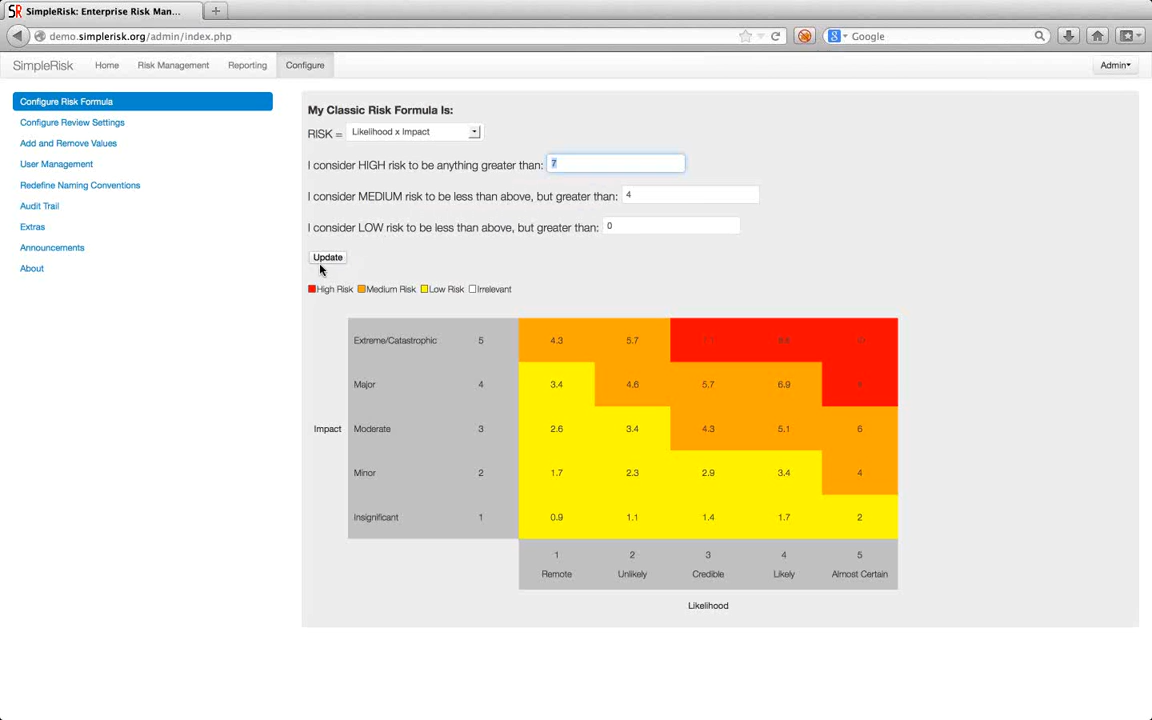 SR SimpleRisk: Enterprise Risk Man...
demo.simplerisk.org/admin/index.php
Google
SimpleRisk Home Risk Management Reporting Configure Admin
Configure Risk Formula
Configure Review Settings
Add and Remove Values
User Management
Redefine Naming Conventions
Audit Trail
Extras
Announcements
About
My Classic Risk Formula Is:
RISK = Likelihood x Impact
I consider HIGH risk to be anything greater than: 7
I consider MEDIUM risk to be less than above, but greater than: 4
I consider LOW risk to be less than above, but greater than: 0
Update
High Risk Medium Risk Low Risk Irrelevant
Extreme/Catastrophic 5 4.3 5.7
Major 4 3.4 4.6 5.7 6.9
Impact Moderate 3 2.6 3.4 4.3 5.1 6
Minor 2 1.7 2.3 2.9 3.4 4
Insignificant 1 0.9 1.1 1.4 1.7 2
1 2 3 4 5
Remote Unlikely Credible Likely Almost Certain
Likelihood